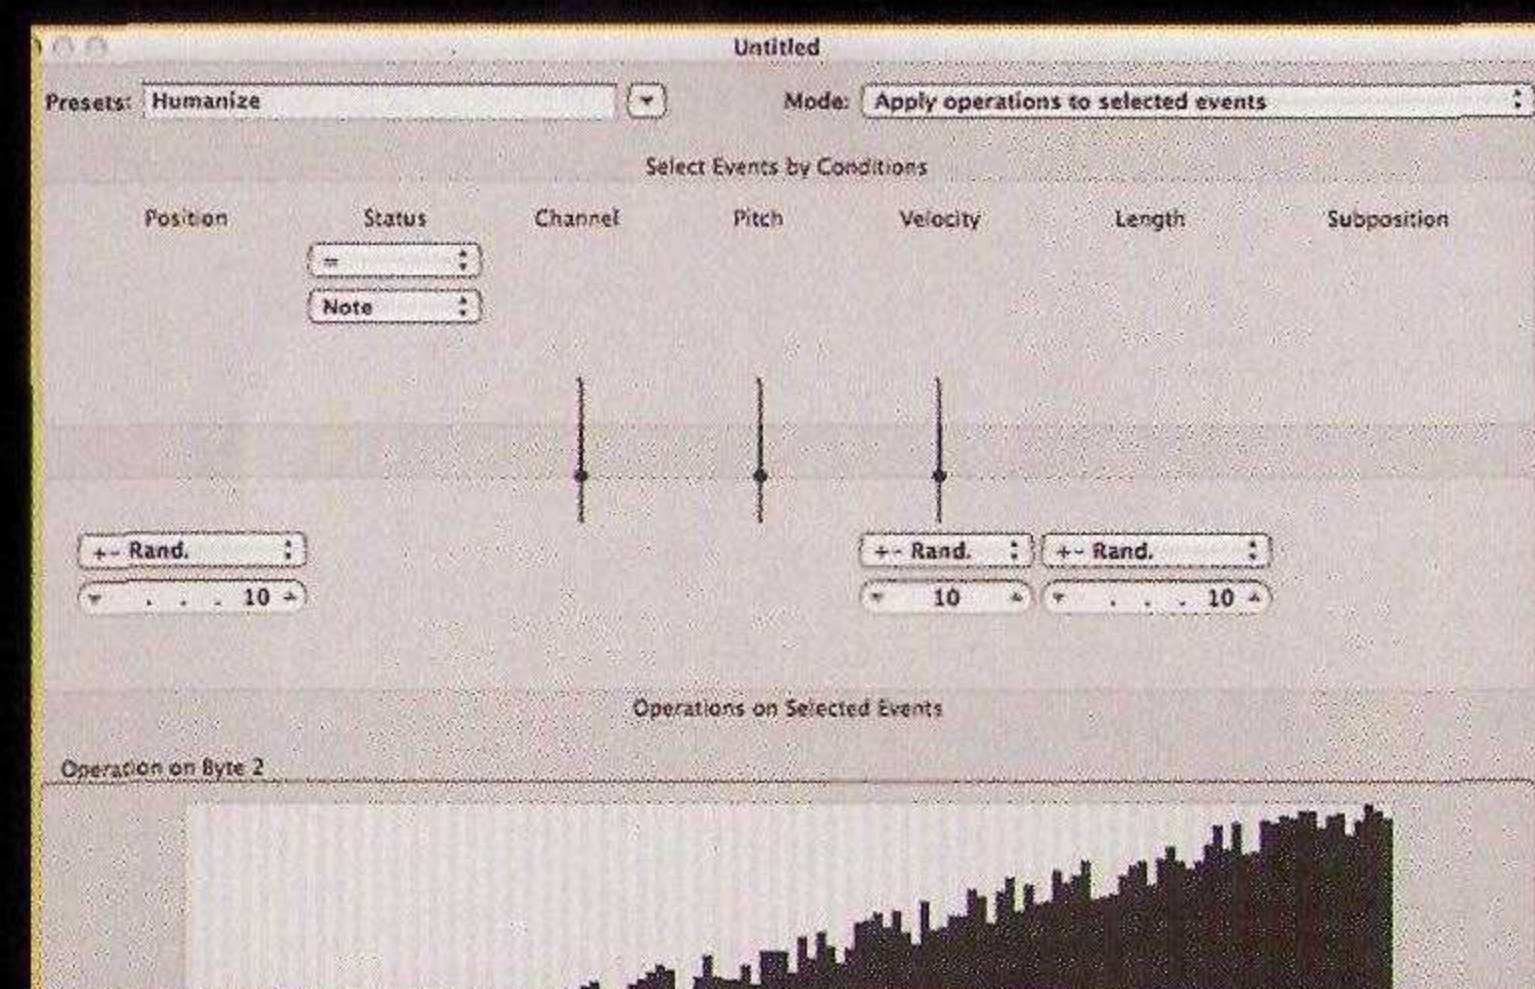 Untitled
Presets: Humanize
Mode: Apply operations to selected events
Select Events by Conditions
Position Status Channel Pitch Velocity Length Subposition
=
Note
+- Rand. +- Rand. +- Rand.
. . . 10 10 . . . 10
Operations on Selected Events
Operation on Byte 2